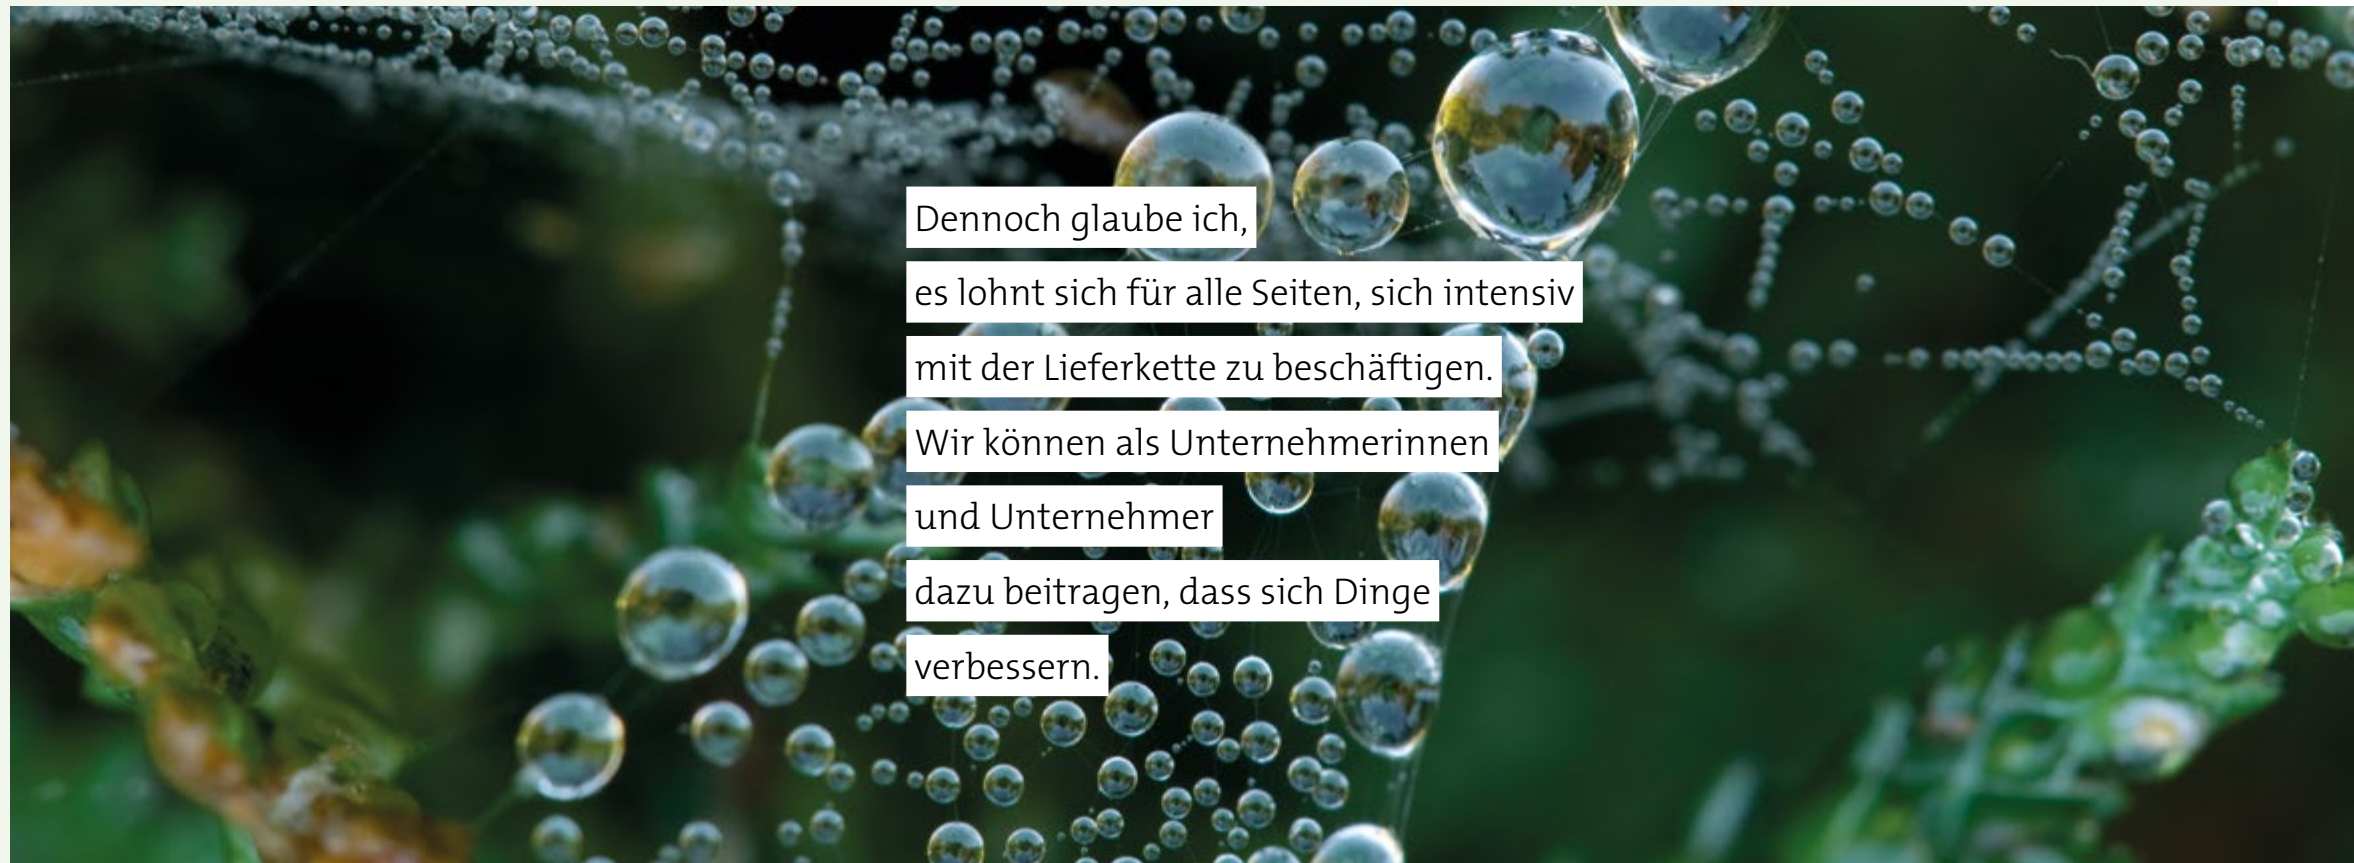 Dennoch glaube ich,
es lohnt sich für alle Seiten, sich intensiv
mit der Lieferkette zu beschäftigen.
Wir können als Unternehmerinnen
und Unternehmer
dazu beitragen, dass sich Dinge
verbessern.